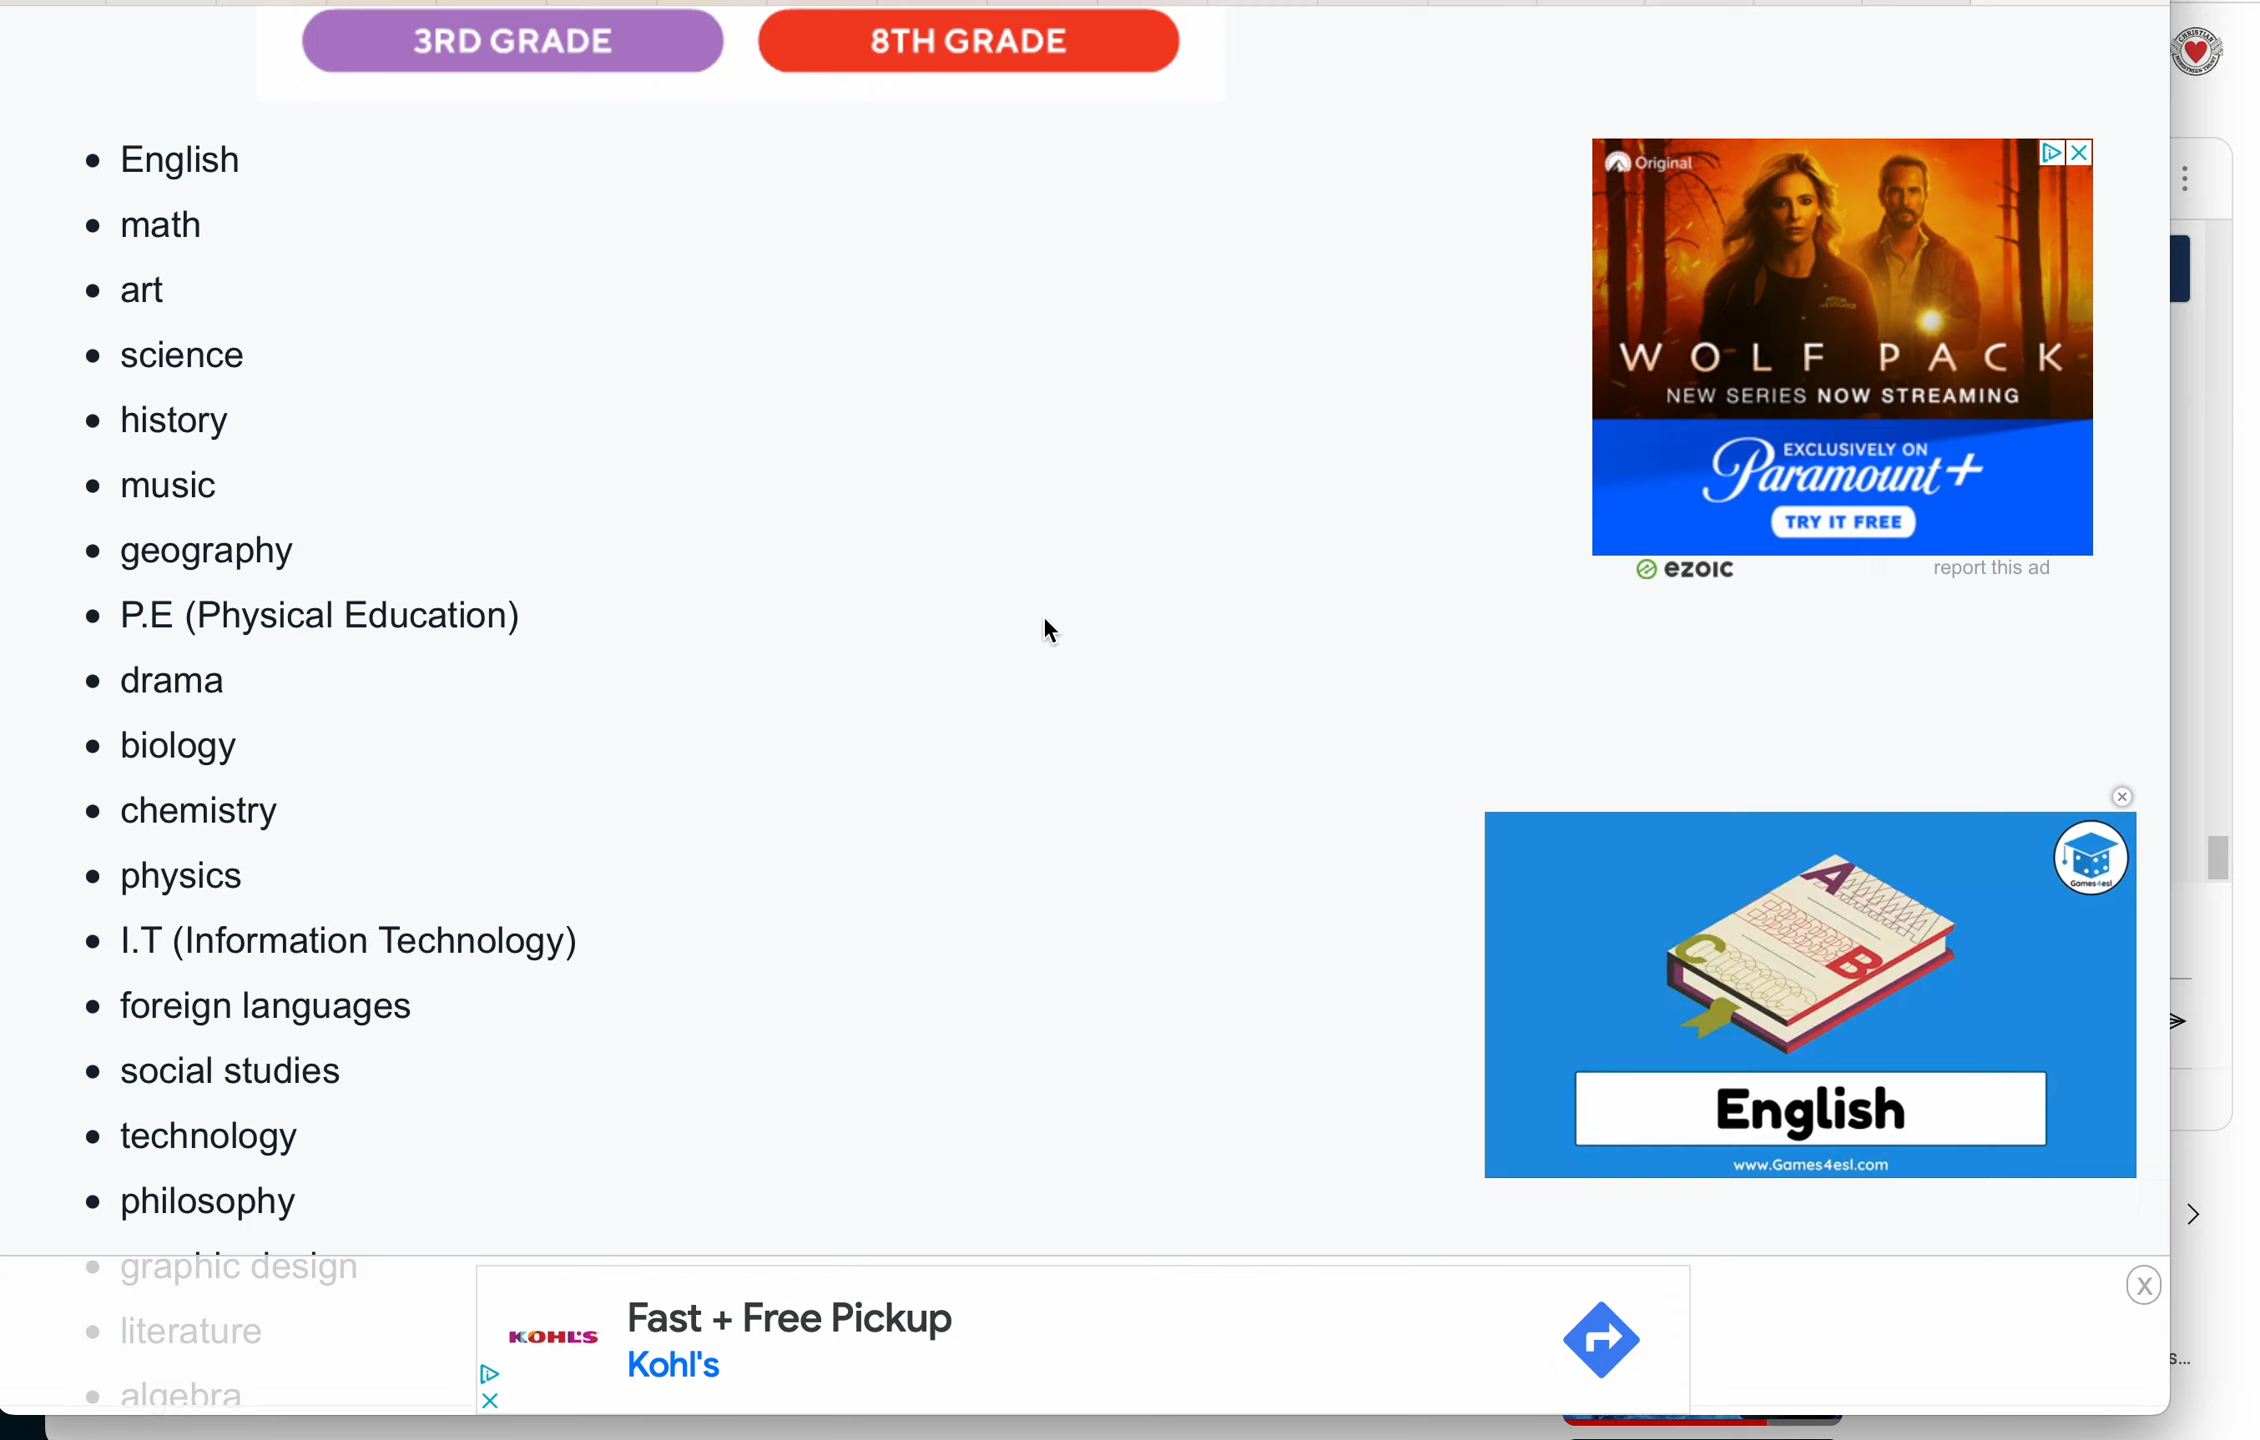 3RD GRADE
8TH GRADE
English
math
art
science
history
music
geography
P.E (Physical Education)
drama
biology
chemistry
physics
I.T (Information Technology)
foreign languages
social studies
technology
philosophy
graphic design
literature
algebra
Original
WOLF PACK
NEW SERIES NOW STREAMING
EXCLUSIVELY ON
Paramount+
TRY IT FREE
ezoic
report this ad
A
B
C
Games4esl
English
www.Games4esl.com
KOHL'S
Fast + Free Pickup
Kohl's
X
s...